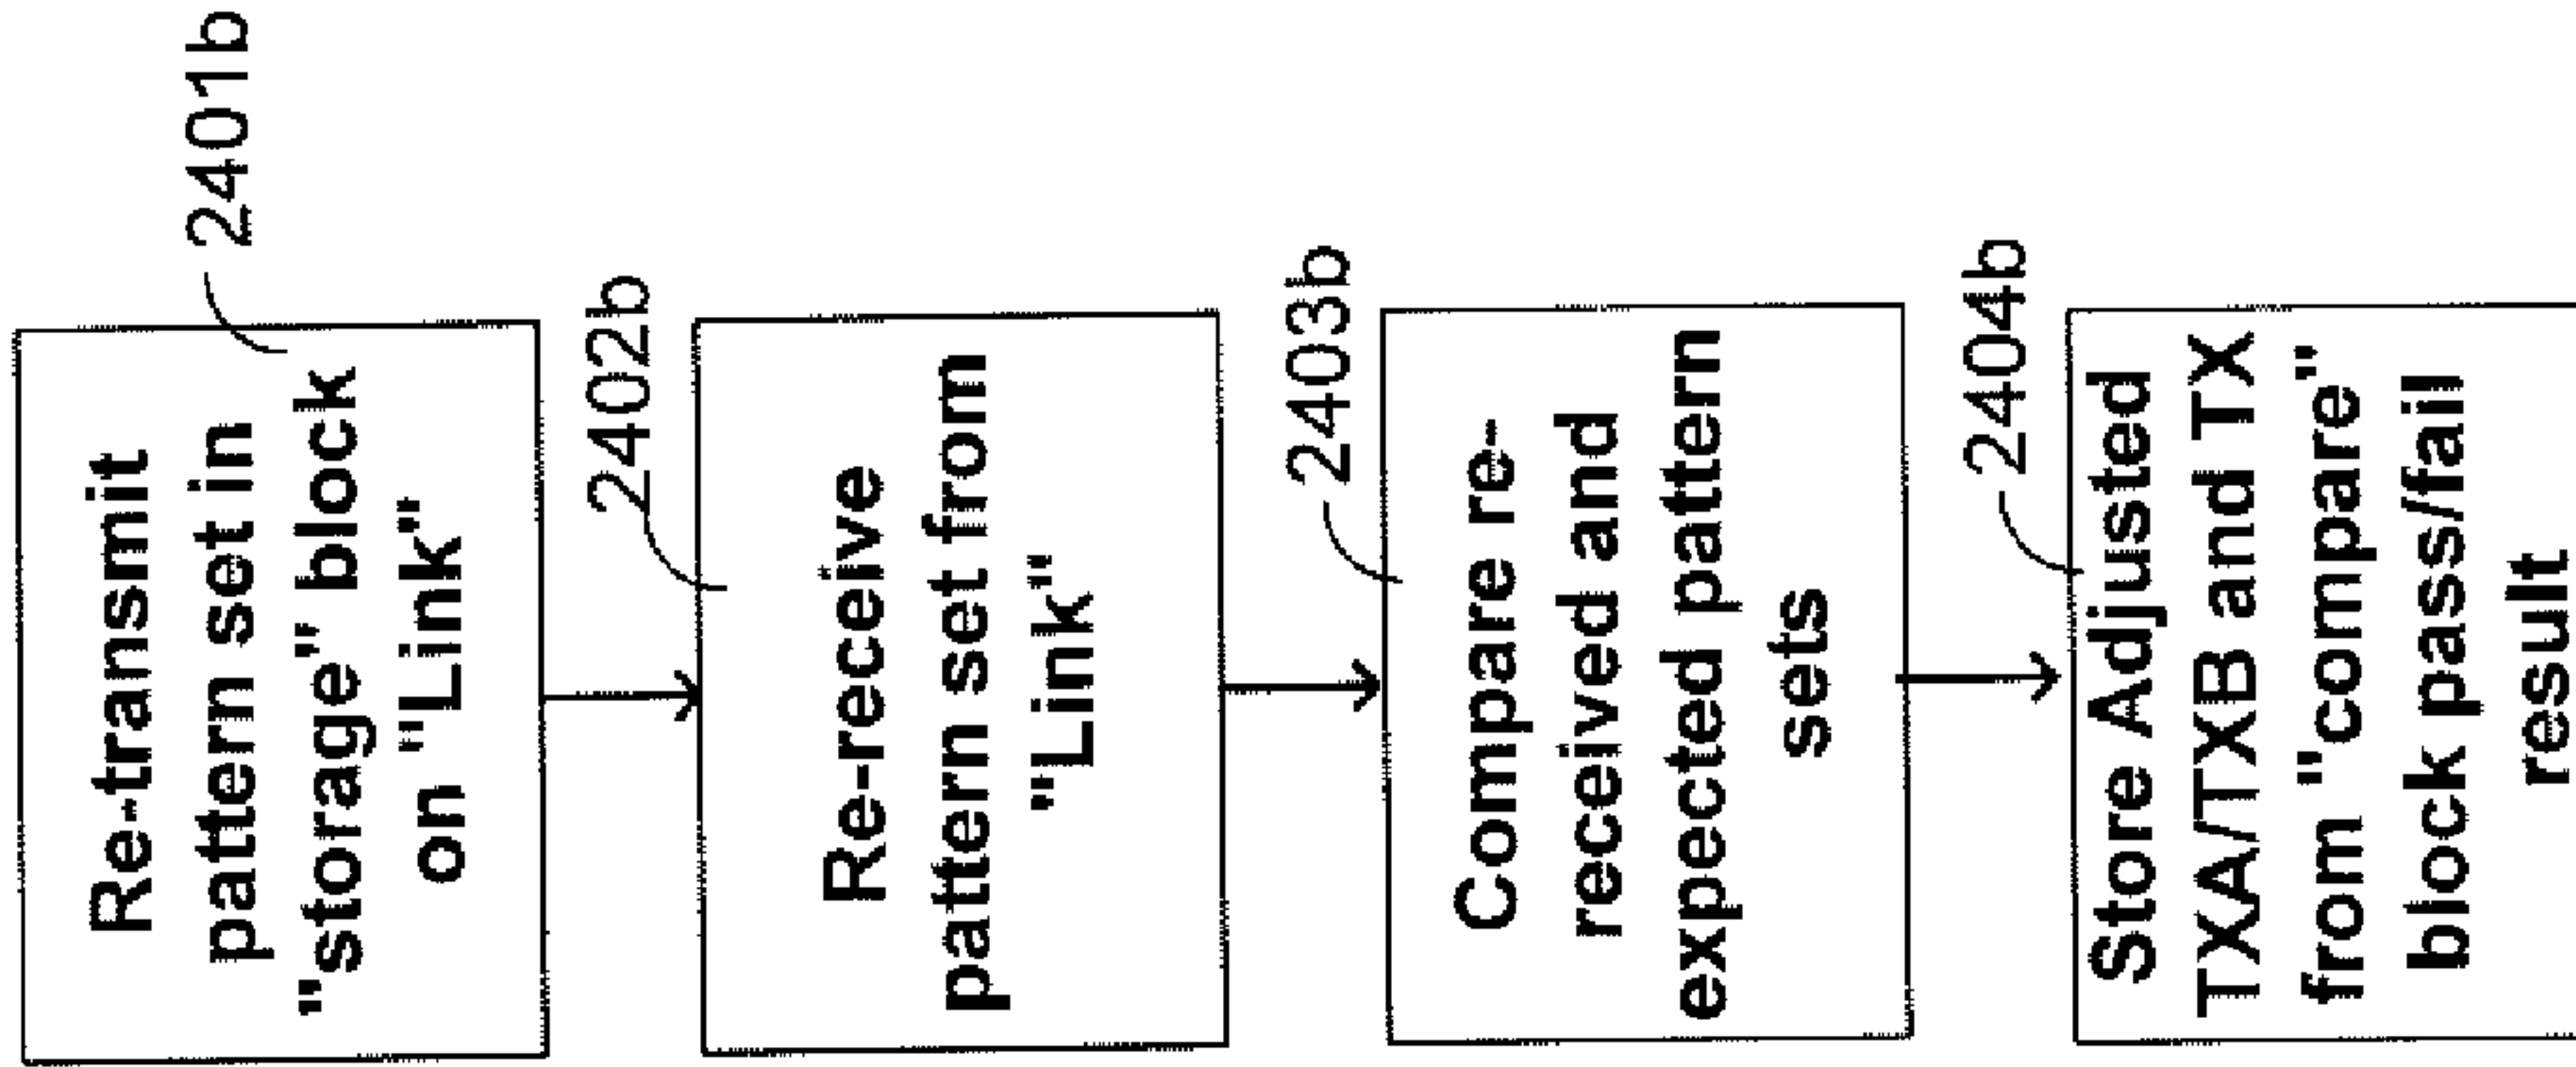 2401b
Re-transmit
pattern set in
"storage" block
on "Link"
2402b
Re-receive
pattern set from
"Link"
2403b
Compare re-
received and
expected pattern
sets
2404b
Store Adjusted
TXA/TXB and TX
from "compare"
block pass/fail
result